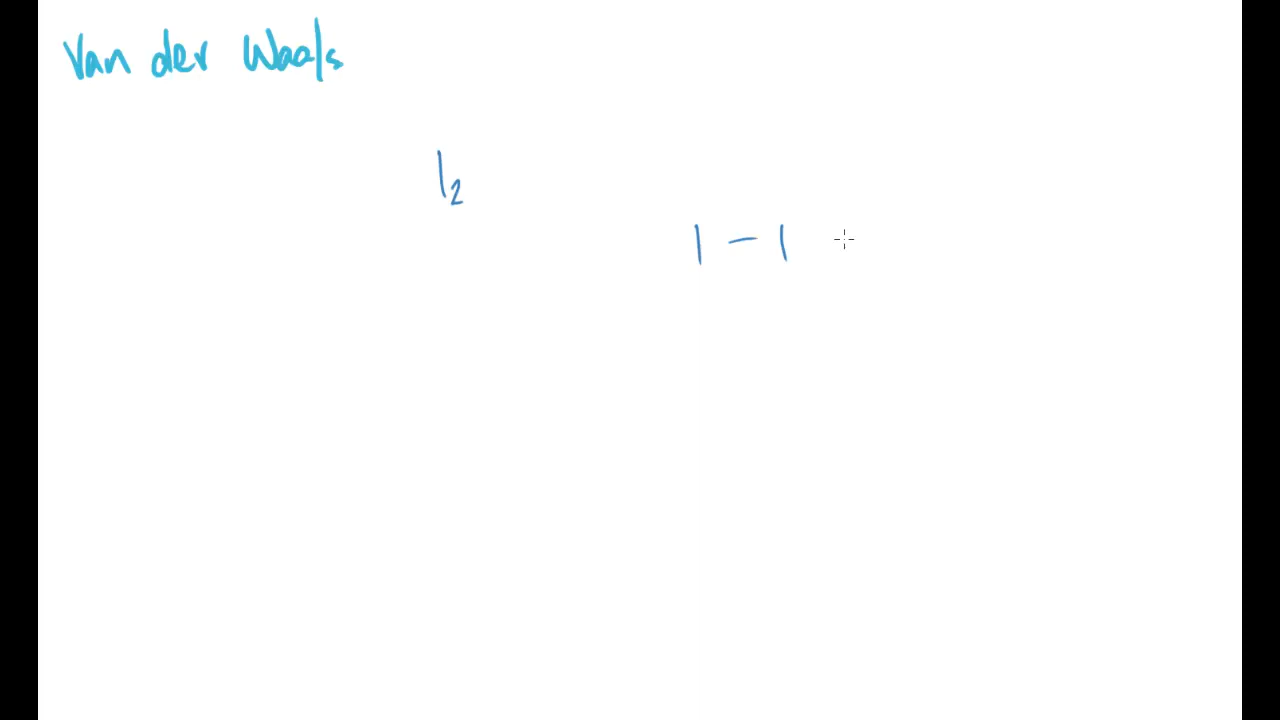 Van der Waals
I₂
I – I